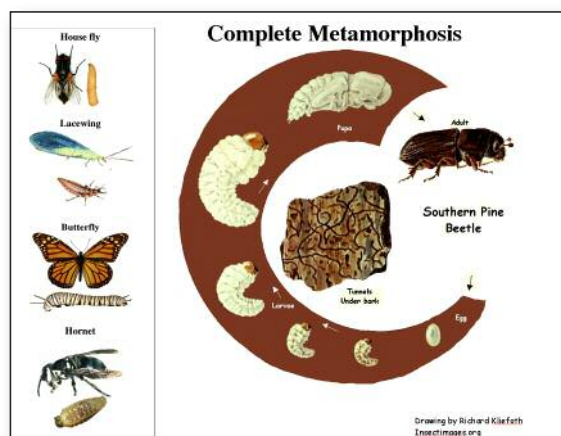 Complete Metamorphosis
House fly
Lacewing
Butterfly
Hornet
Pupa
Adult
Southern Pine
Beetle
Tunnels
Under bark
Larvae
Egg
Drawing by Richard Kliefoth
Insectimages.org